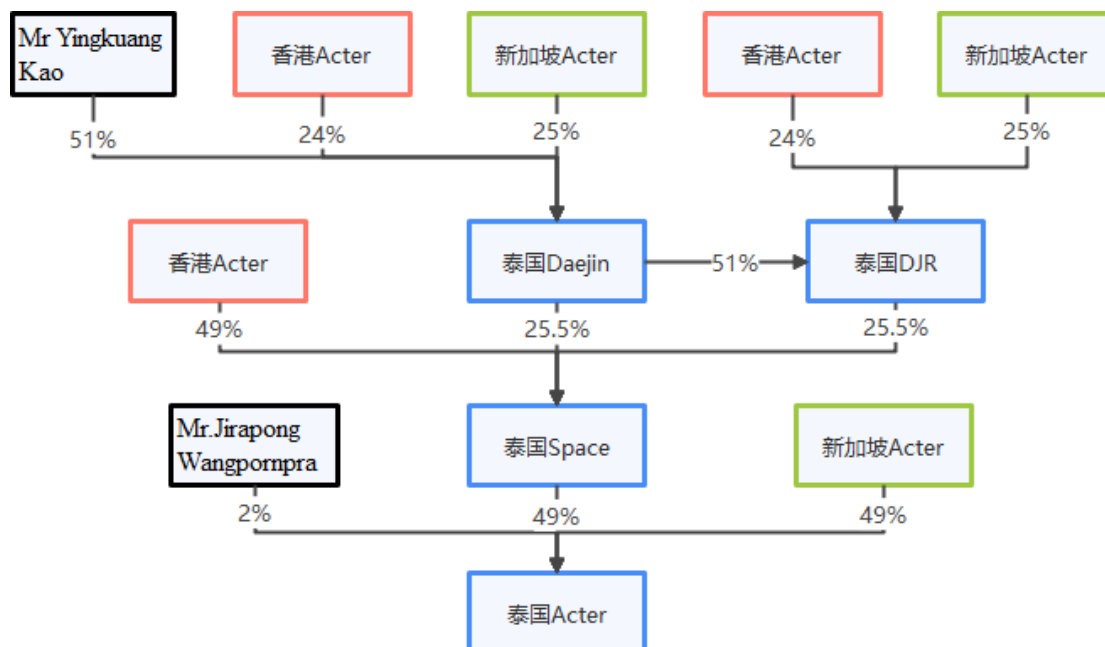 Mr Yingkuang
Kao
香港Acter
新加坡Acter
香港Acter
新加坡Acter
51%
24%
25%
24%
25%
香港Acter
泰国Daejin
51%
泰国DJR
49%
25.5%
25.5%
Mr.Jirapong
Wangpornpra
泰国Space
新加坡Acter
2%
49%
49%
泰国Acter